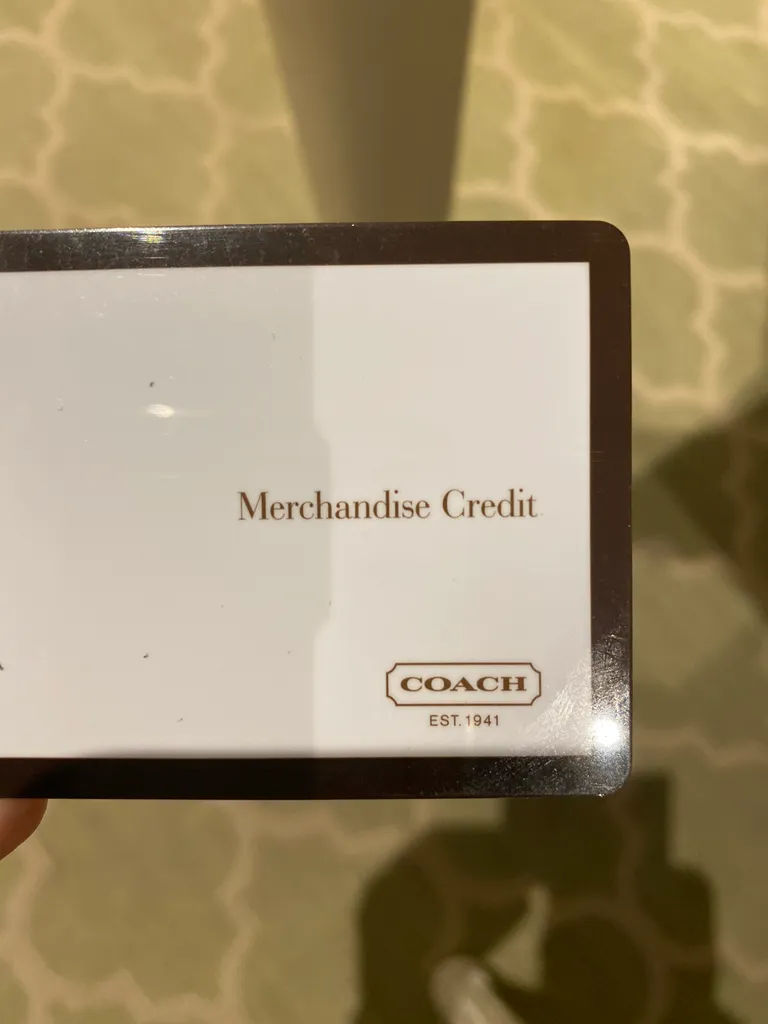 Merchandise Credit
COACH
EST. 1941